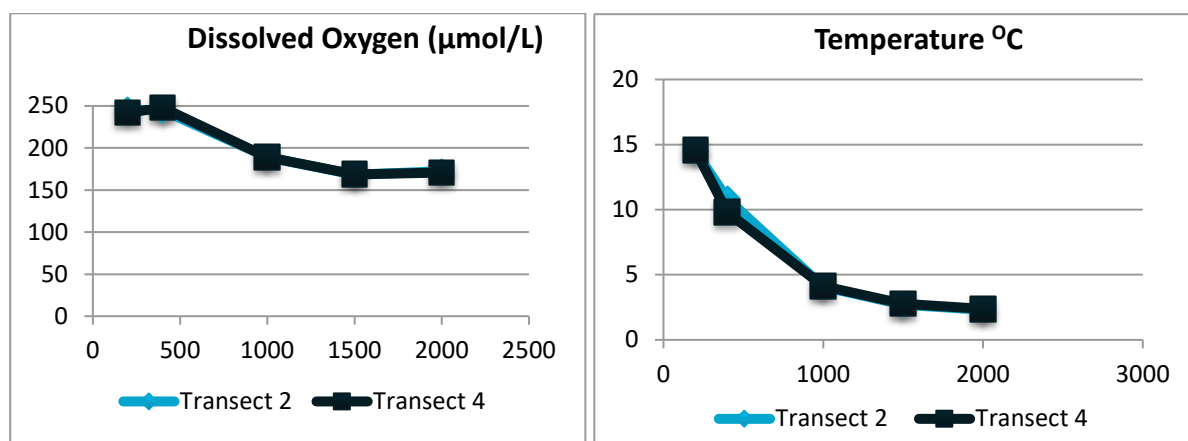 Dissolved Oxygen (µmol/L)
250
200
150
100
50
0
0 500 1000 1500 2000 2500
Transect 2 Transect 4
Temperature ᴼC
20
15
10
5
0
0 1000 2000 3000
Transect 2 Transect 4